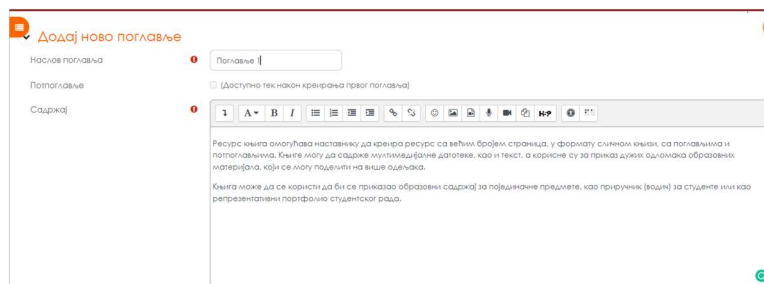 Додај ново поглавље
Наслов поглавља
Поглавље 1
Потпоглавље
(Доступно тек након креирања првог поглавља)
Садржај
A B I
H-P
Ресурс књига омогућава наставнику да креира ресурс са већим бројем страница, у формату сличном књизи, са поглављима и
потпоглављима. Књиге могу да садрже мултимедијалне датотеке, као и текст, а корисне су за приказ дужих одломака образовних
материјала, који се могу поделити на више одељака.
Књига може да се користи да би се приказао образовни садржај за појединачне предмете, као приручник (водич) за студенте или као
репрезентативни портфолио студентског рада.